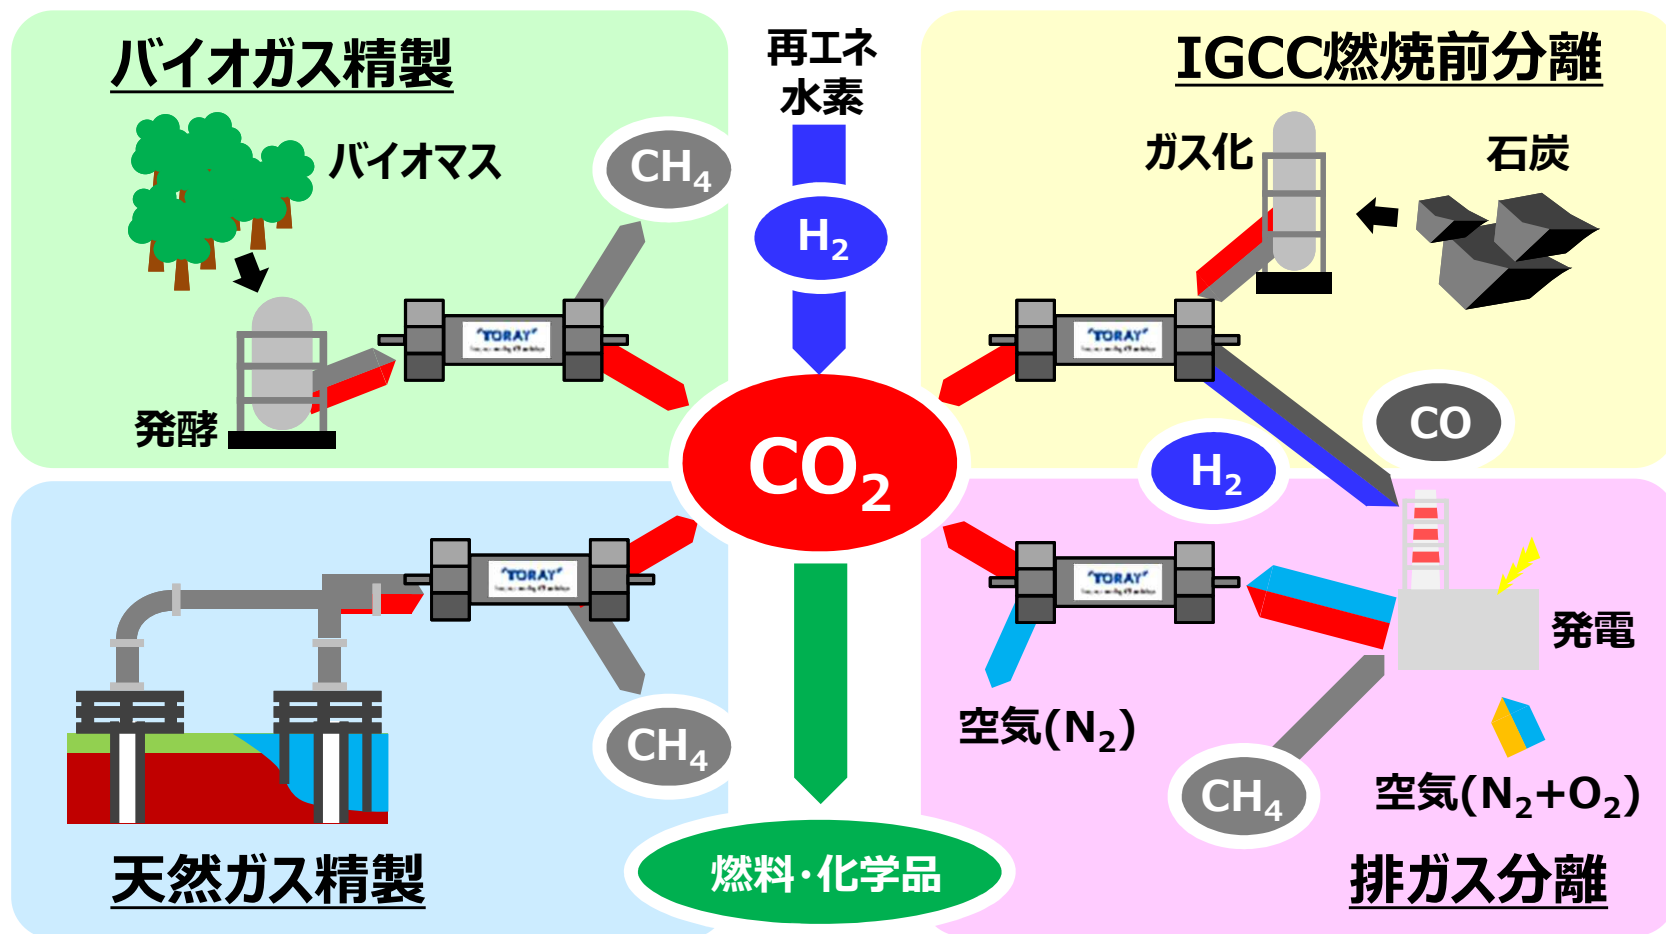 バイオガス精製
バイオマス
発酵
CH₄
TORAY
再エネ
水素
H₂
IGCC燃焼前分離
ガス化
石炭
TORAY
CO
H₂
CO₂
TORAY
CH₄
天然ガス精製
TORAY
空気(N₂)
発電
CH₄
空気(N₂+O₂)
排ガス分離
燃料・化学品